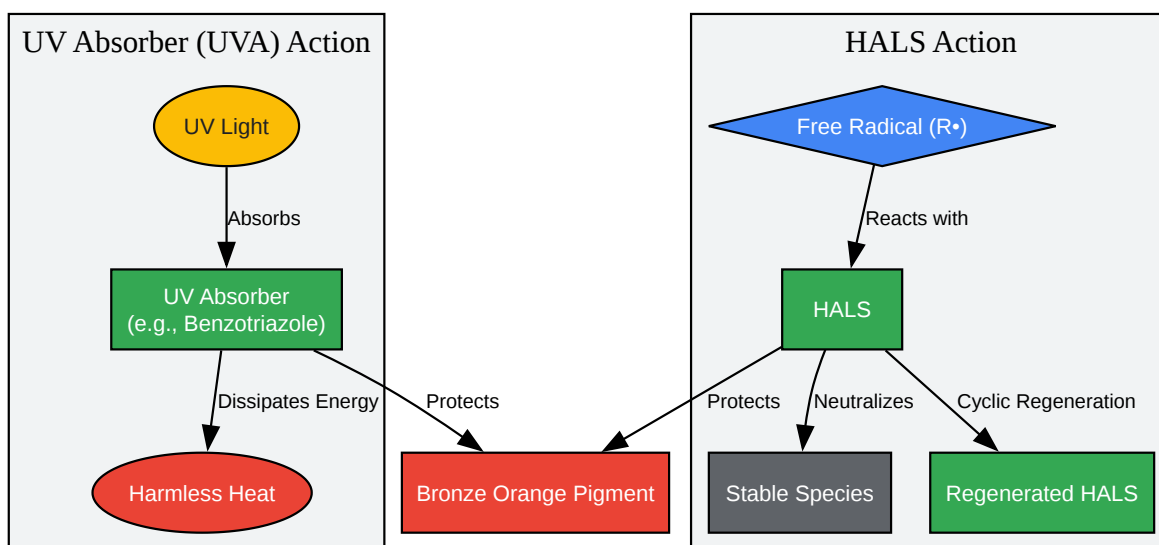 UV Absorber (UVA) Action
HALS Action
UV Light
Free Radical (R•)
Absorbs
Reacts with
UV Absorber
(e.g., Benzotriazole)
HALS
Dissipates Energy
Protects
Protects
Neutralizes
Cyclic Regeneration
Harmless Heat
Bronze Orange Pigment
Stable Species
Regenerated HALS